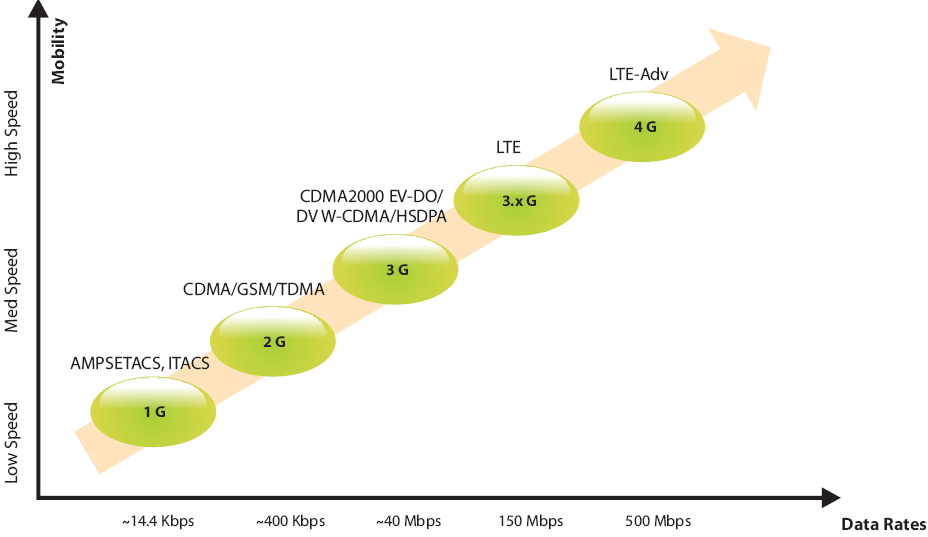 Mobility
High Speed
Med Speed
Low Speed
LTE-Adv
4 G
LTE
3.x G
CDMA2000 EV-DO/
DV W-CDMA/HSDPA
3 G
CDMA/GSM/TDMA
2 G
AMPSETACS, ITACS
1 G
~14.4 Kbps
~400 Kbps
~40 Mbps
150 Mbps
500 Mbps
Data Rates